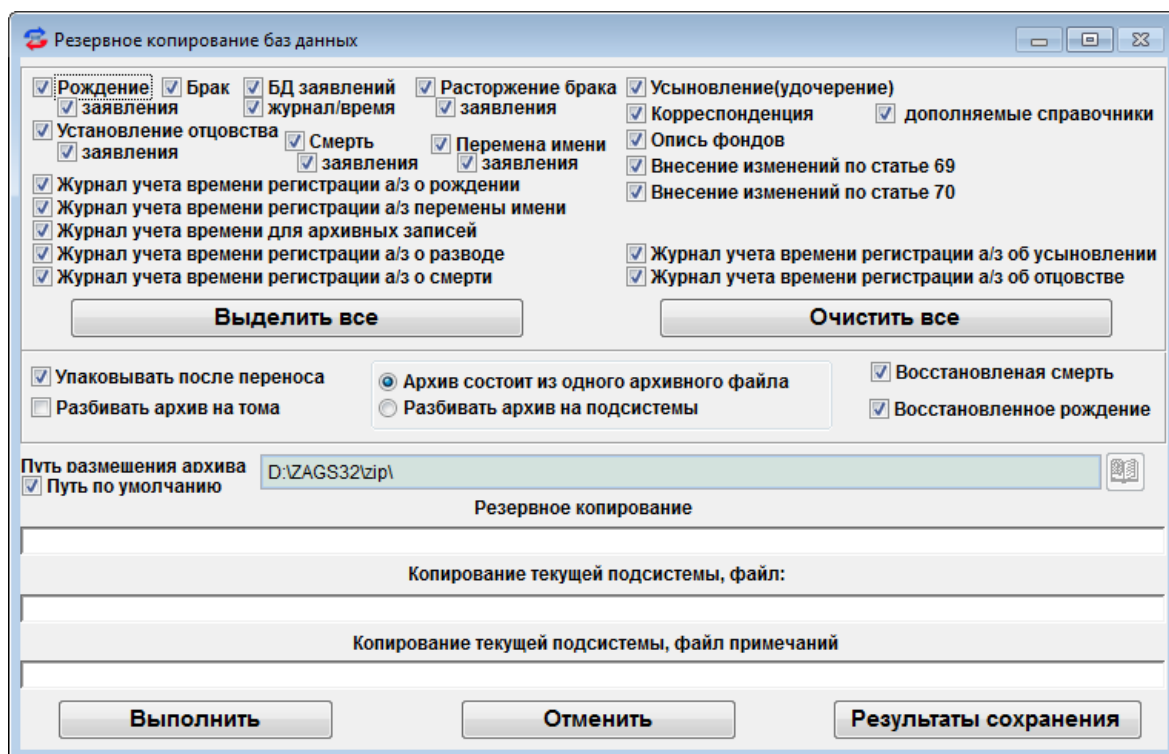 Резервное копирование баз данных
Рождение Брак БД заявлений Расторжение брака Усыновление(удочерение)
заявления журнал/время заявления Корреспонденция дополняемые справочники
Установление отцовства Смерть Перемена имени Опись фондов
заявления заявления заявления Внесение изменений по статье 69
Журнал учета времени регистрации а/з о рождении Внесение изменений по статье 70
Журнал учета времени регистрации а/з перемены имени
Журнал учета времени для архивных записей
Журнал учета времени регистрации а/з о разводе Журнал учета времени регистрации а/з об усыновлении
Журнал учета времени регистрации а/з о смерти Журнал учета времени регистрации а/з об отцовстве
Выделить все Очистить все
Упаковывать после переноса Архив состоит из одного архивного файла Восстановленая смерть
Разбивать архив на тома Разбивать архив на подсистемы Восстановленное рождение
Путь размещения архива D:\ZAGS32\zip\
Путь по умолчанию
Резервное копирование
Копирование текущей подсистемы, файл:
Копирование текущей подсистемы, файл примечаний
Выполнить Отменить Результаты сохранения